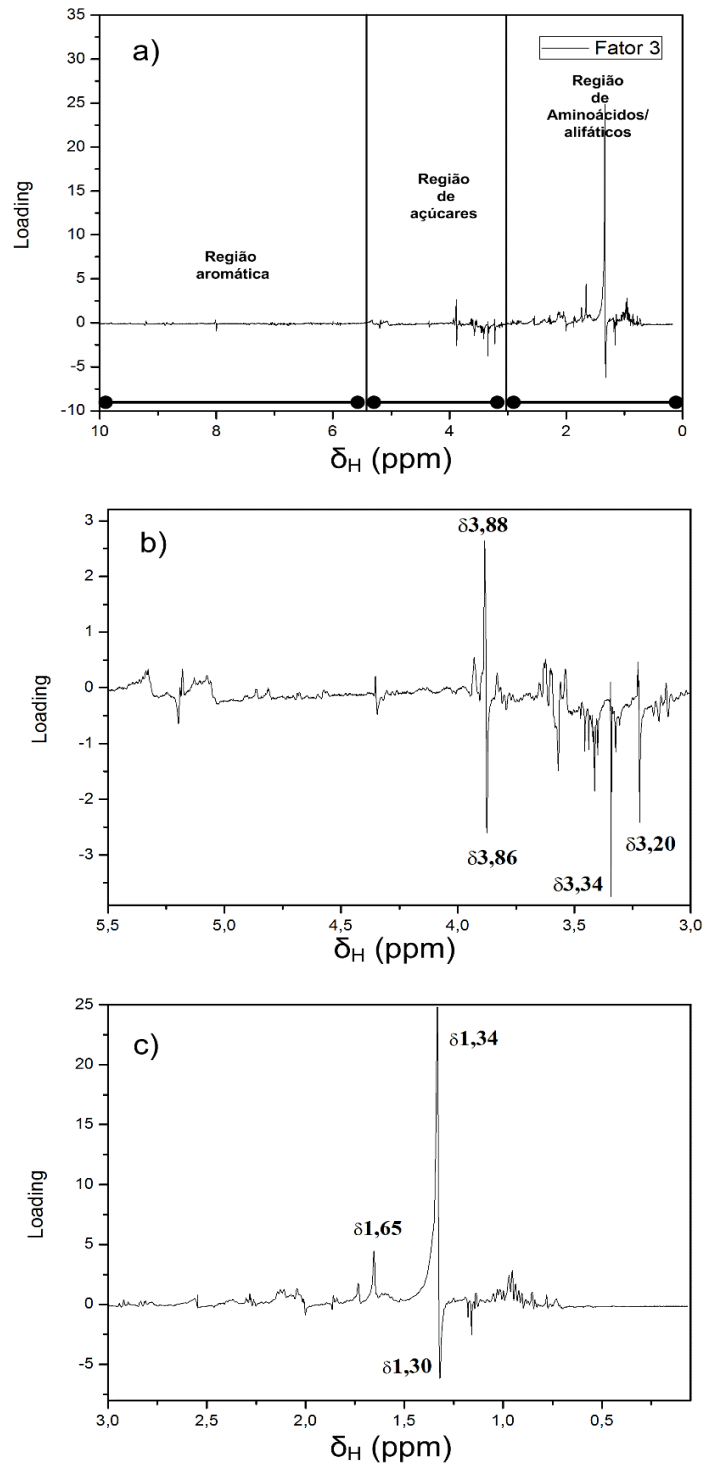 a)
Fator 3
Região
de
Aminoácidos/
alifáticos
Região
de
açúcares
Região
aromática
Loading
35
30
25
20
15
10
5
0
-5
-10
10
8
6
4
2
0
δH (ppm)
b)
δ3,88
δ3,86
δ3,34
δ3,20
Loading
3
2
1
0
-1
-2
-3
5,5
5,0
4,5
4,0
3,5
3,0
δH (ppm)
c)
δ1,34
δ1,65
δ1,30
Loading
25
20
15
10
5
0
-5
3,0
2,5
2,0
1,5
1,0
0,5
δH (ppm)